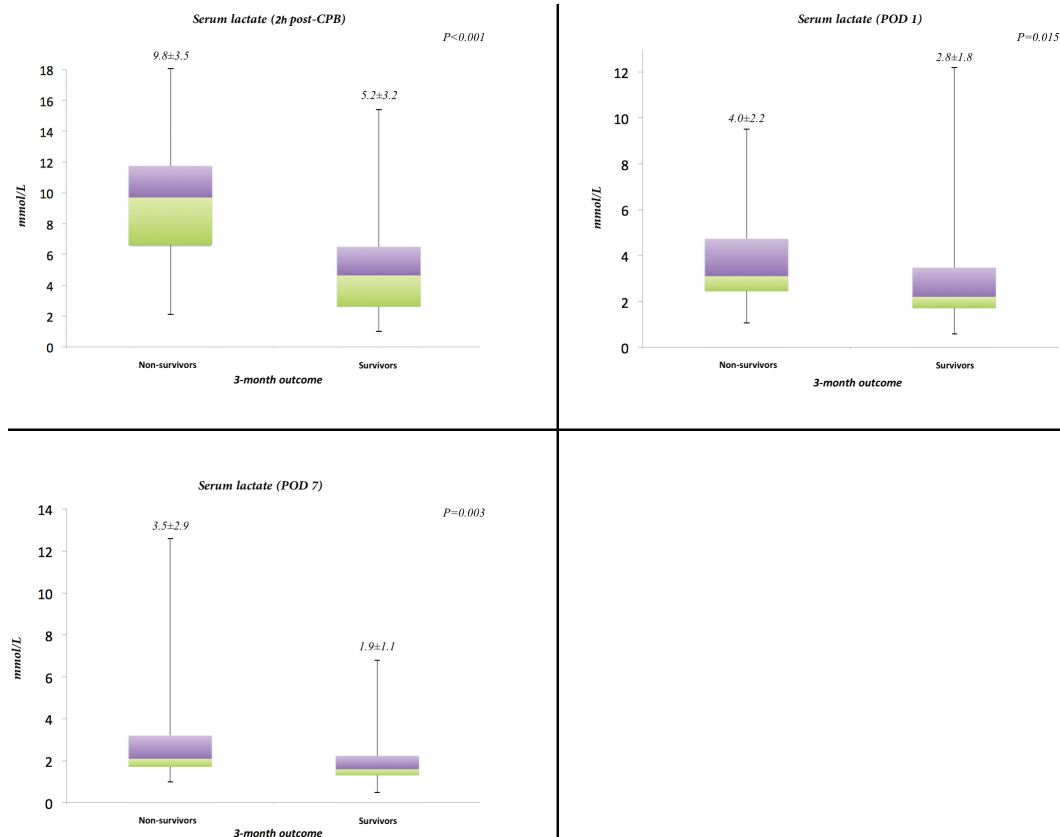 Serum lactate (2h post-CPB)
P<0.001
9.8±3.5
5.2±3.2
18
16
14
12
10
8
6
4
2
0
mmol/L
Non-survivors
Survivors
3-month outcome
Serum lactate (POD 1)
P=0.015
2.8±1.8
4.0±2.2
12
10
8
6
4
2
0
mmol/L
Non-survivors
Survivors
3-month outcome
Serum lactate (POD 7)
P=0.003
3.5±2.9
1.9±1.1
14
12
10
8
6
4
2
0
mmol/L
Non-survivors
Survivors
3-month outcome